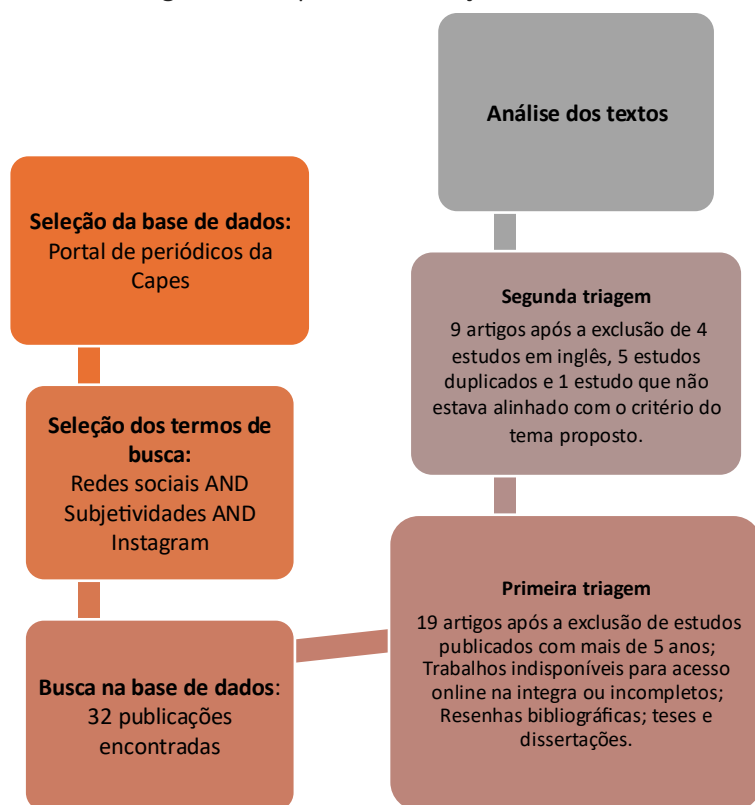 Seleção da base de dados:
Portal de periódicos da
Capes
Seleção dos termos de
busca:
Redes sociais AND
Subjetividades AND
Instagram
Busca na base de dados:
32 publicações
encontradas
Primeira triagem
19 artigos após a exclusão de estudos
publicados com mais de 5 anos;
Trabalhos indisponíveis para acesso
online na integra ou incompletos;
Resenhas bibliográficas; teses e
dissertações.
Segunda triagem
9 artigos após a exclusão de 4
estudos em inglês, 5 estudos
duplicados e 1 estudo que não
estava alinhado com o critério do
tema proposto.
Análise dos textos